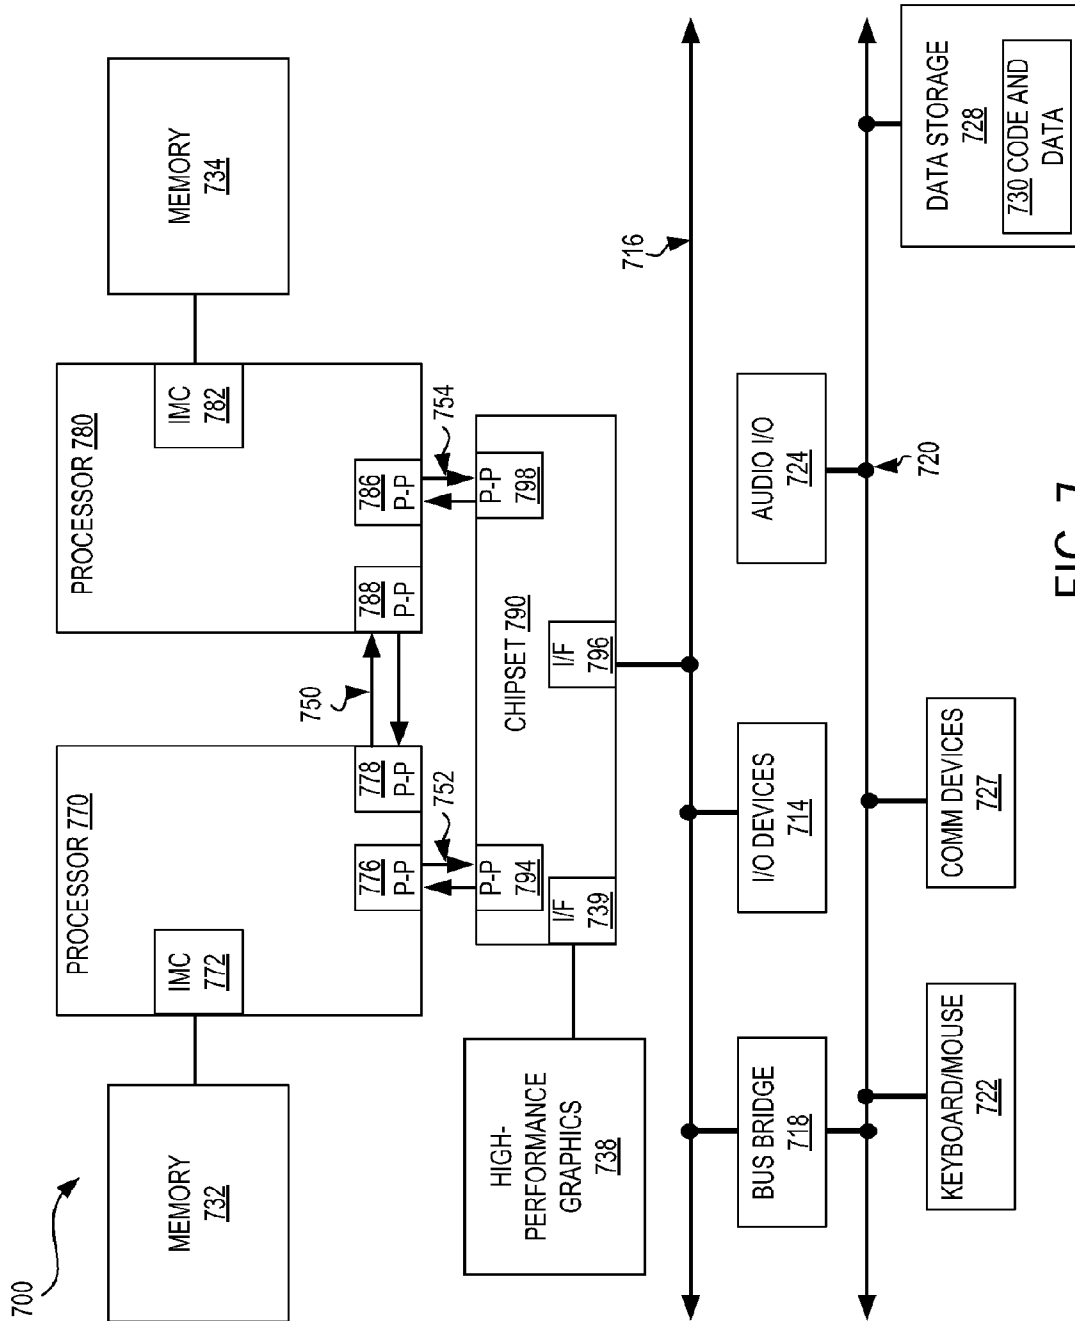 700
MEMORY
732
PROCESSOR 770
IMC
772
776
P-P
778
P-P
750
PROCESSOR 780
788
P-P
786
P-P
IMC
782
MEMORY
734
752
754
HIGH-
PERFORMANCE
GRAPHICS
738
I/F
739
P-P
794
CHIPSET 790
I/F
796
P-P
798
716
BUS BRIDGE
718
I/O DEVICES
714
AUDIO I/O
724
720
KEYBOARD/MOUSE
722
COMM DEVICES
727
DATA STORAGE
728
730 CODE AND
DATA
FIG. 7